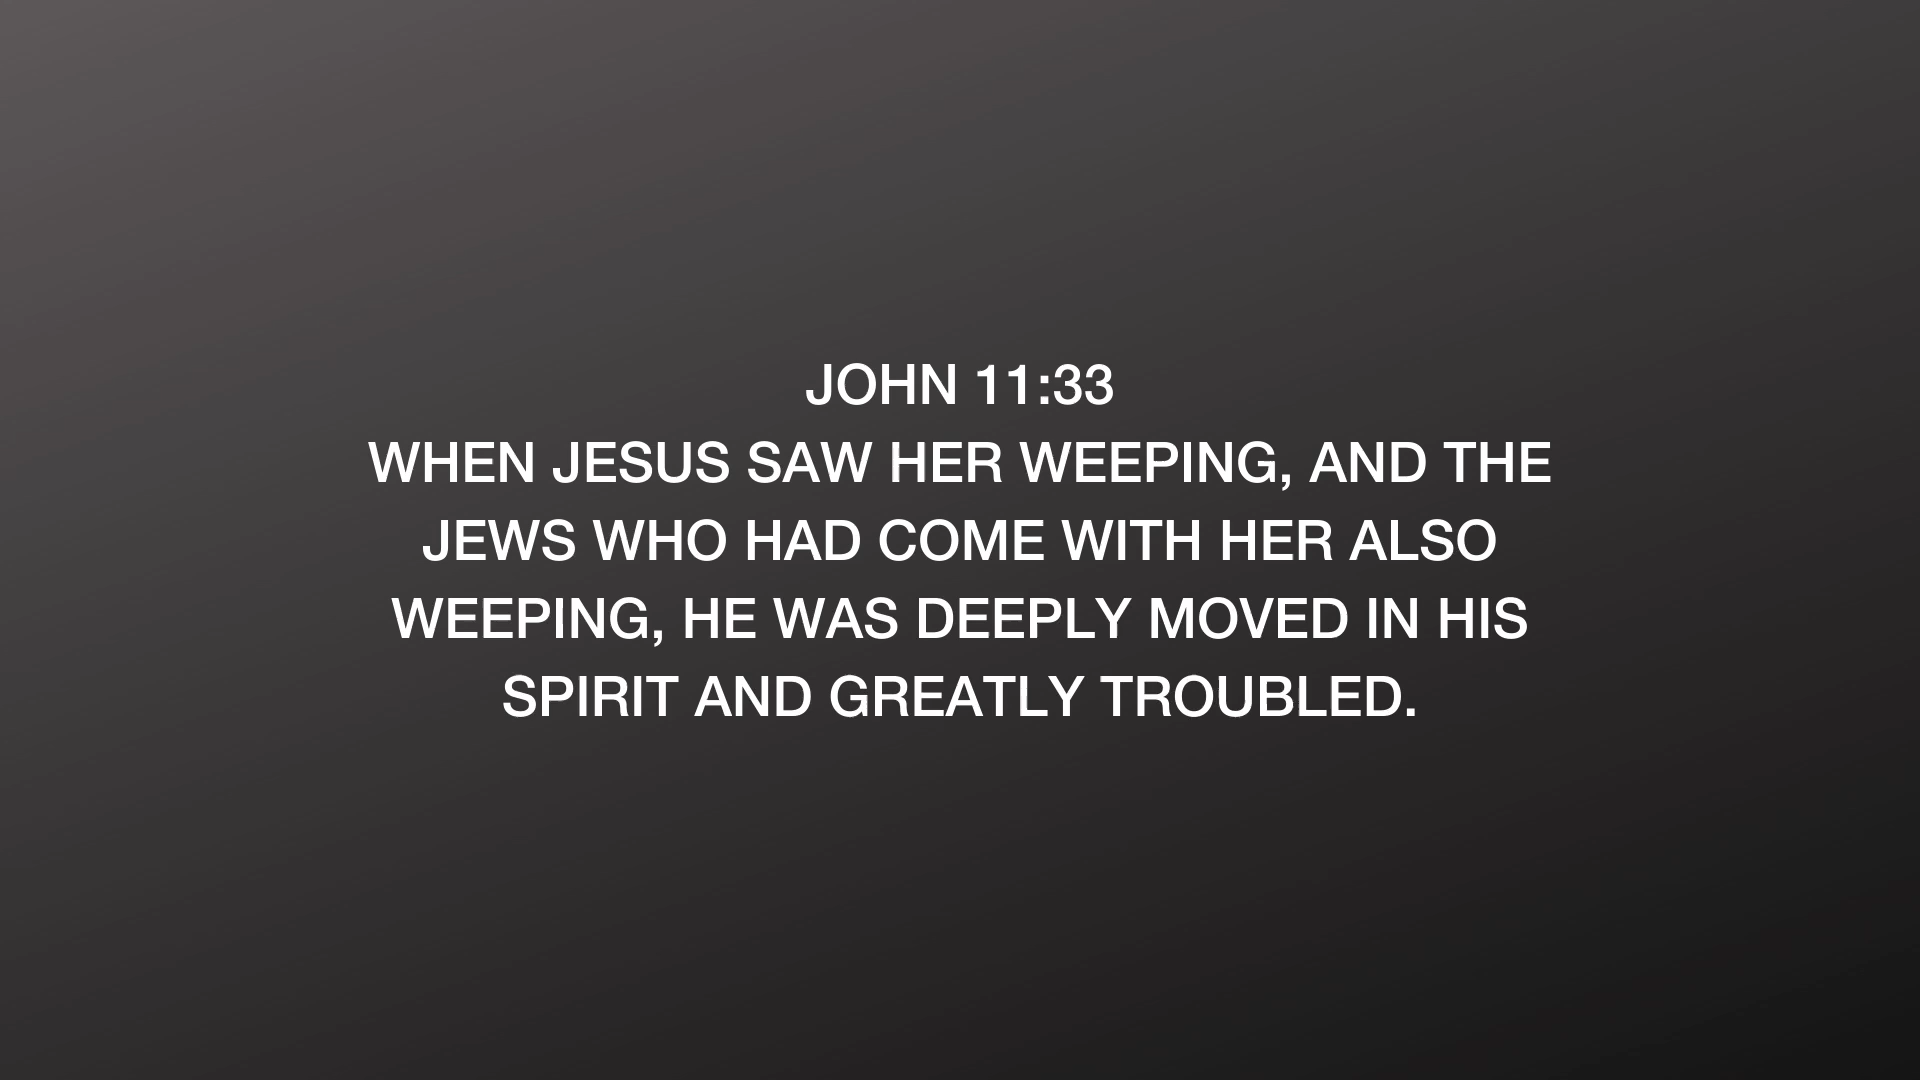 JOHN 11:33
WHEN JESUS SAW HER WEEPING, AND THE
JEWS WHO HAD COME WITH HER ALSO
WEEPING, HE WAS DEEPLY MOVED IN HIS
SPIRIT AND GREATLY TROUBLED.